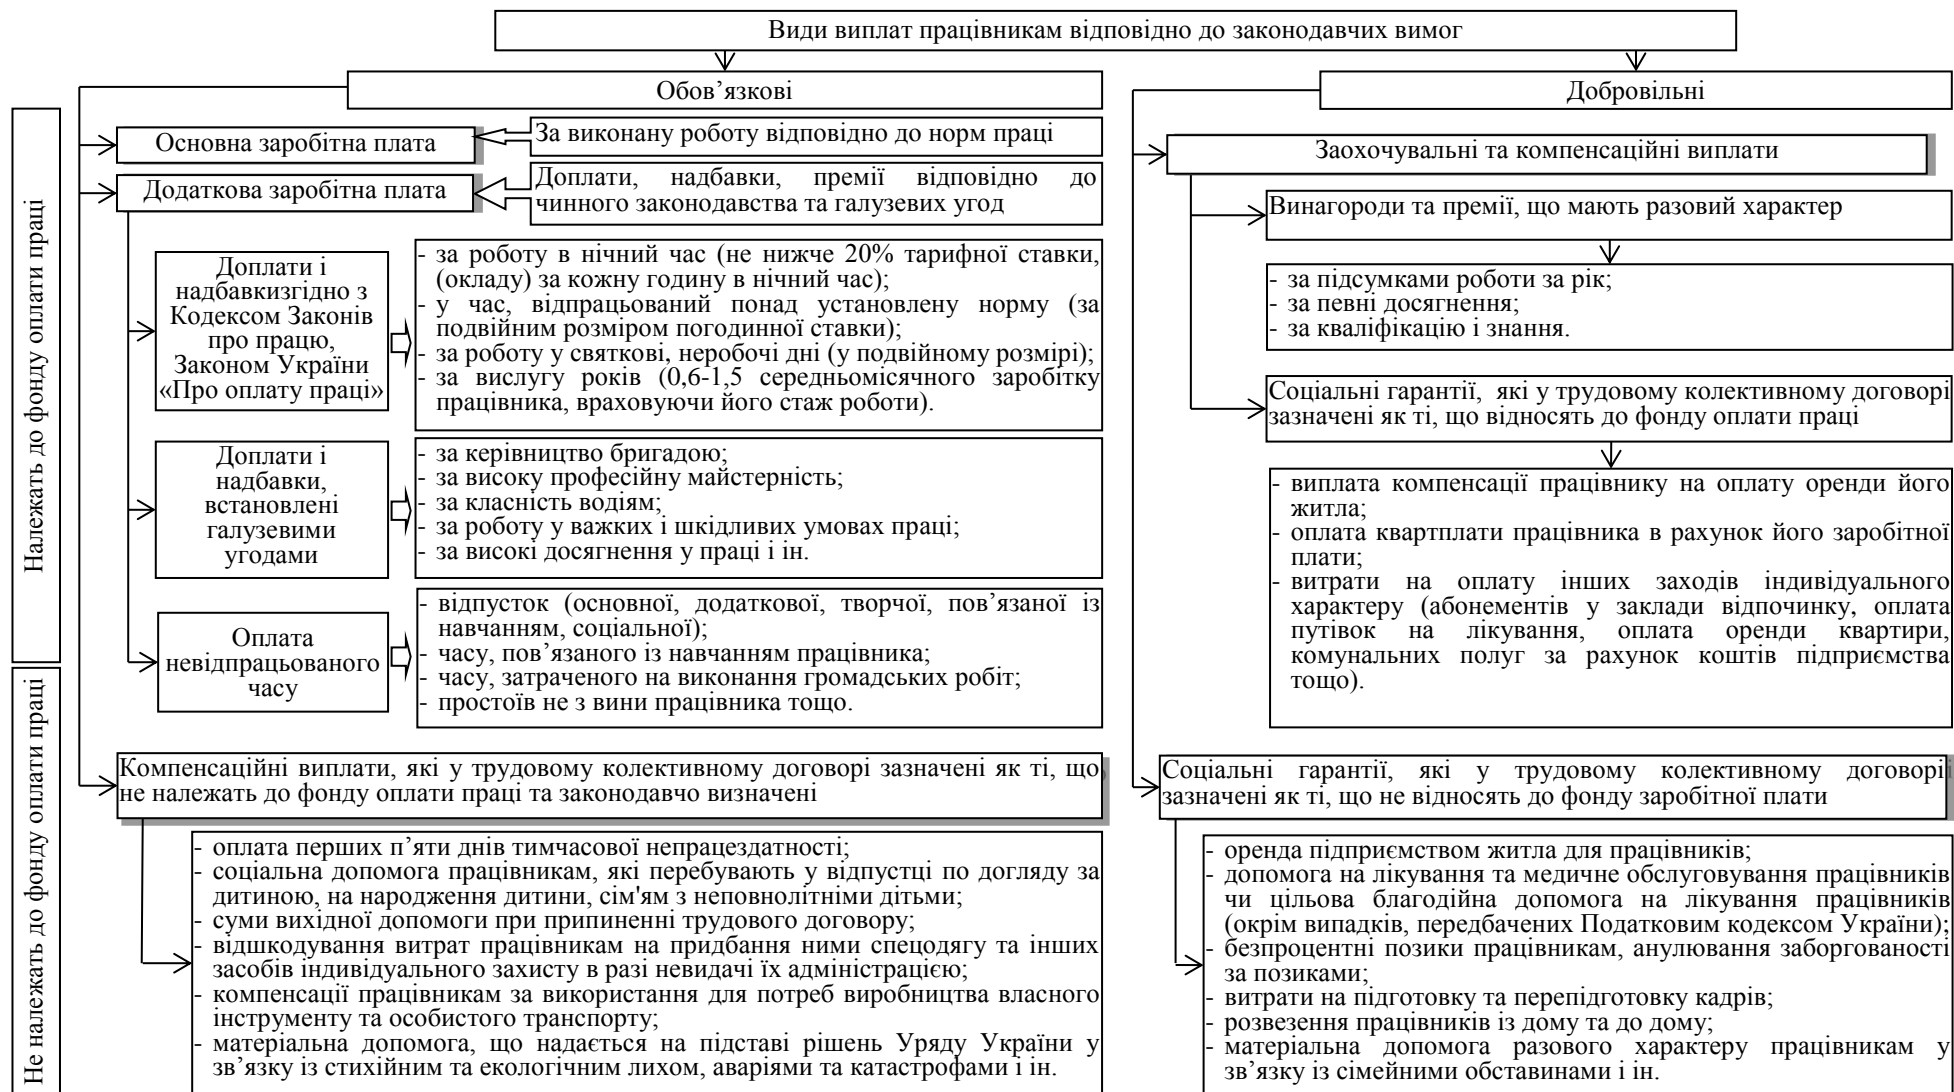 Види виплат працівникам відповідно до законодавчих вимог
Обов’язкові
Добровільні
Належать до фонду оплати праці
Основна заробітна плата
За виконану роботу відповідно до норм праці
Додаткова заробітна плата
Доплати, надбавки, премії відповідно до
чинного законодавства та галузевих угод
Доплати і
надбавкизгідно з
Кодексом Законів
про працю,
Законом України
«Про оплату праці»
- за роботу в нічний час (не нижче 20% тарифної ставки,
(окладу) за кожну годину в нічний час);
- у час, відпрацьований понад установлену норму (за
подвійним розміром погодинної ставки);
- за роботу у святкові, неробочі дні (у подвійному розмірі);
- за вислугу років (0,6-1,5 середньомісячного заробітку
працівника, враховуючи його стаж роботи).
Доплати і
надбавки,
встановлені
галузевими
угодами
- за керівництво бригадою;
- за високу професійну майстерність;
- за класність водіям;
- за роботу у важких і шкідливих умовах праці;
- за високі досягнення у праці і ін.
Оплата
невідпрацьованого
часу
- відпусток (основної, додаткової, творчої, пов’язаної із
навчанням, соціальної);
- часу, пов’язаного із навчанням працівника;
- часу, затраченого на виконання громадських робіт;
- простоїв не з вини працівника тощо.
Заохочувальні та компенсаційні виплати
Винагороди та премії, що мають разовий характер
- за підсумками роботи за рік;
- за певні досягнення;
- за кваліфікацію і знання.
Соціальні гарантії, які у трудовому колективному договорі
зазначені як ті, що відносять до фонду оплати праці
- виплата компенсації працівнику на оплату оренди його
житла;
- оплата квартплати працівника в рахунок його заробітної
плати;
- витрати на оплату інших заходів індивідуального
характеру (абонементів у заклади відпочинку, оплата
путівок на лікування, оплата оренди квартири,
комунальних полуг за рахунок коштів підприємства
тощо).
Не належать до фонду оплати праці
Компенсаційні виплати, які у трудовому колективному договорі зазначені як ті, що
не належать до фонду оплати праці та законодавчо визначені
- оплата перших п’яти днів тимчасової непрацездатності;
- соціальна допомога працівникам, які перебувають у відпустці по догляду за
дитиною, на народження дитини, сім'ям з неповнолітніми дітьми;
- суми вихідної допомоги при припиненні трудового договору;
- відшкодування витрат працівникам на придбання ними спецодягу та інших
засобів індивідуального захисту в разі невидачі їх адміністрацією;
- компенсації працівникам за використання для потреб виробництва власного
інструменту та особистого транспорту;
- матеріальна допомога, що надається на підставі рішень Уряду України у
зв’язку із стихійним та екологічним лихом, аваріями та катастрофами і ін.
Соціальні гарантії, які у трудовому колективному договорі
зазначені як ті, що не відносять до фонду заробітної плати
- оренда підприємством житла для працівників;
- допомога на лікування та медичне обслуговування працівників
чи цільова благодійна допомога на лікування працівників
(окрім випадків, передбачених Податковим кодексом України);
- безпроцентні позики працівникам, анулювання заборгованості
за позиками;
- витрати на підготовку та перепідготовку кадрів;
- розвезення працівників із дому та до дому;
- матеріальна допомога разового характеру працівникам у
зв’язку із сімейними обставинами і ін.